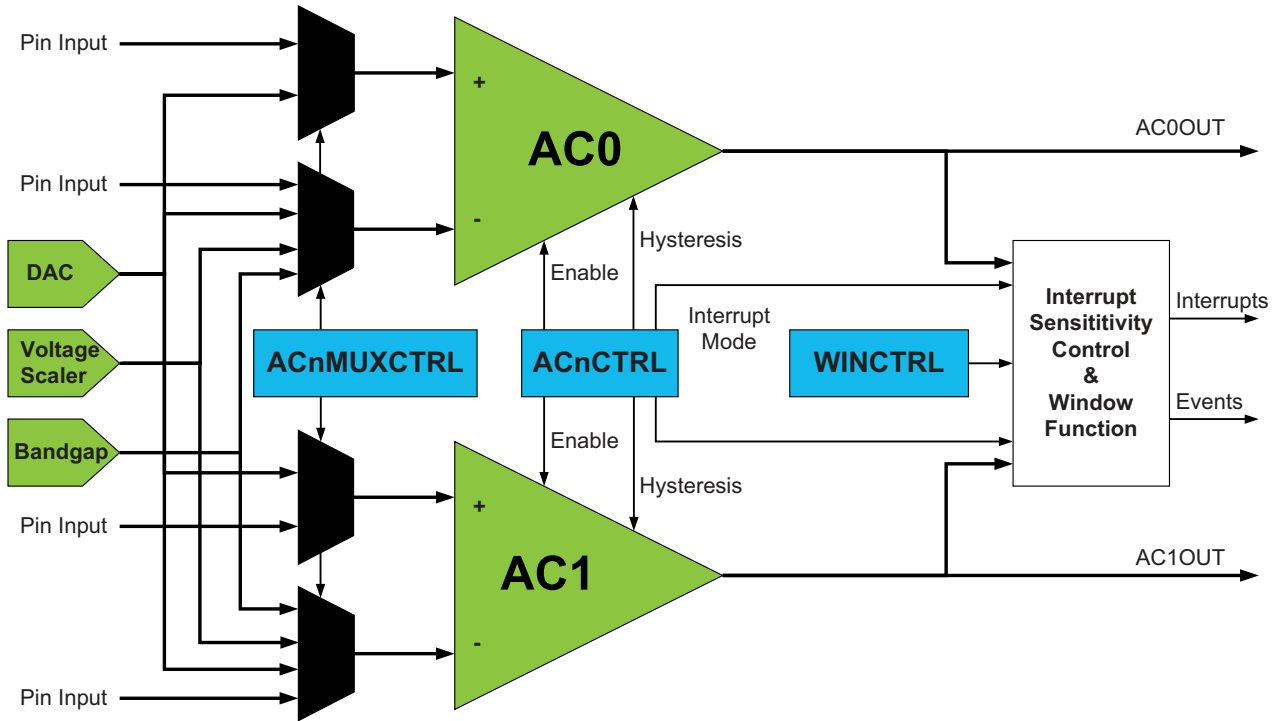 Pin Input
+
AC0
-
AC0OUT
Pin Input
Hysteresis
Enable
DAC
Voltage
Scaler
Bandgap
ACnMUXCTRL
ACnCTRL
Interrupt
Mode
WINCTRL
Interrupt
Sensititivity
Control
&
Window
Function
Interrupts
Events
Enable
Hysteresis
Pin Input
+
AC1
-
AC1OUT
Pin Input